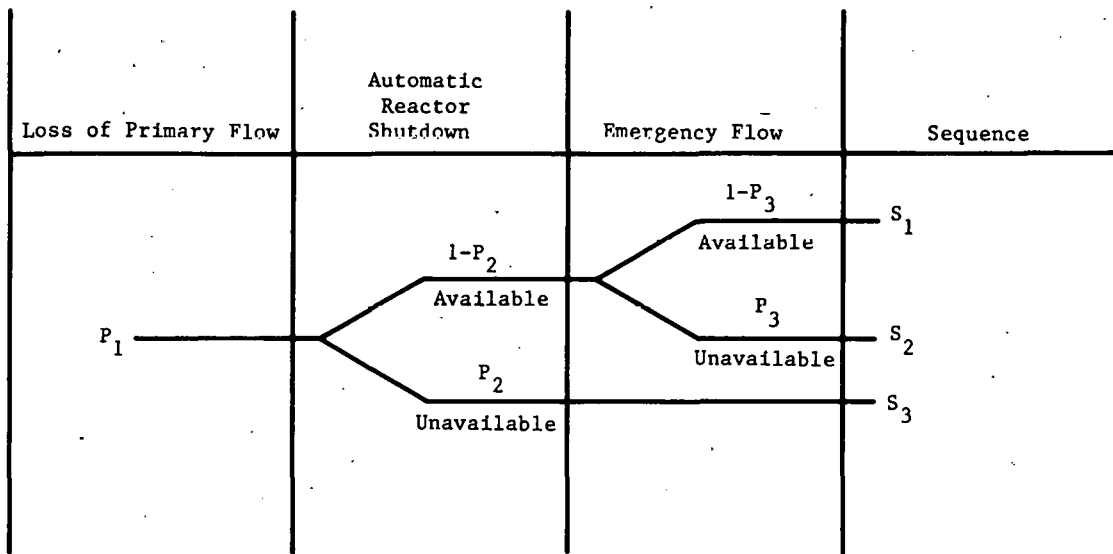 Automatic
Reactor
Loss of Primary Flow Shutdown Emergency Flow Sequence
1-P3
S1
Available
1-P2
Available
P3
P1
S2
Unavailable
P2
S3
Unavailable